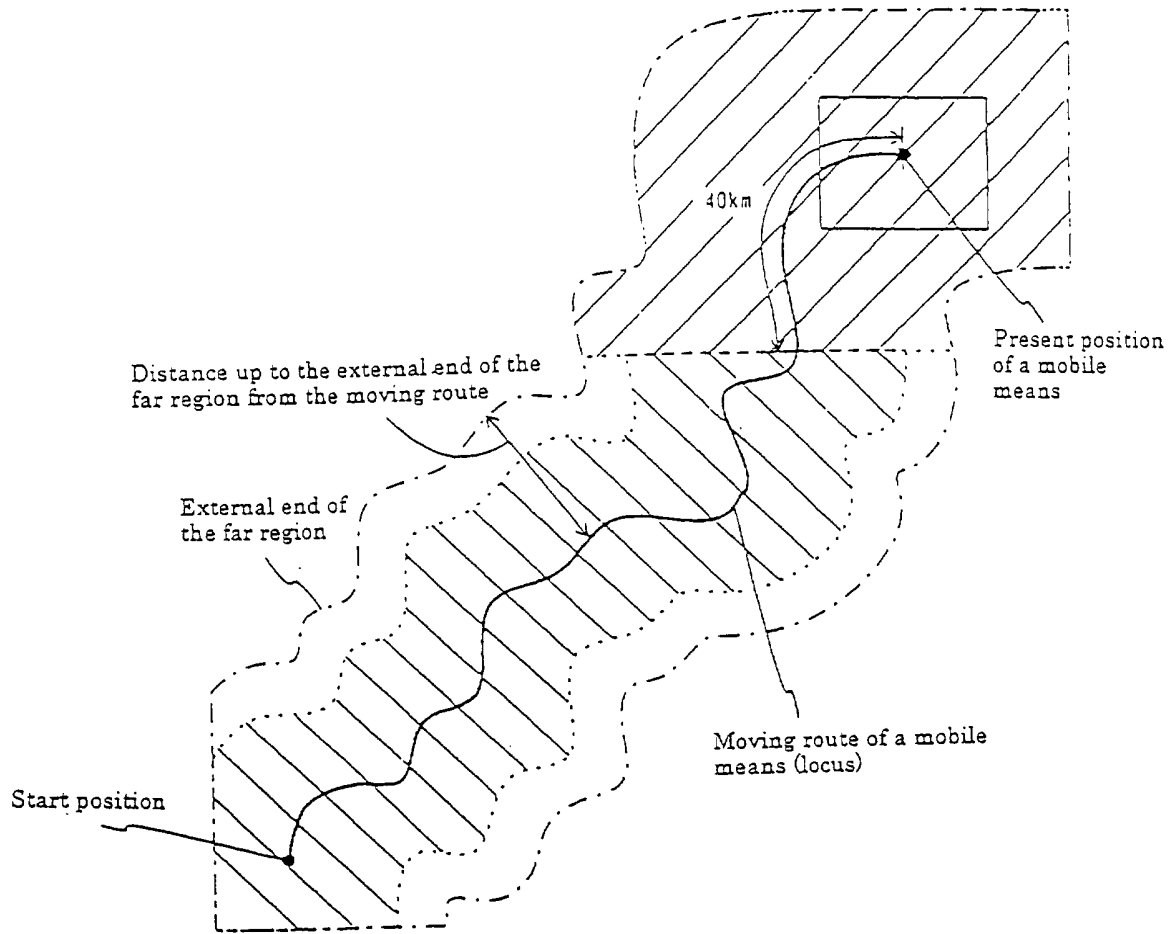 40km
Present position
of a mobile
means
Distance up to the external end of the
far region from the moving route
External end of
the far region
Moving route of a mobile
means (locus)
Start position